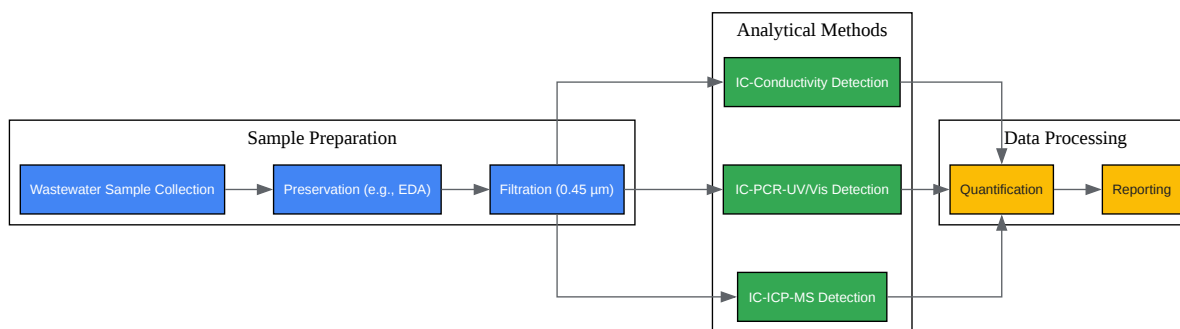 Analytical Methods
IC-Conductivity Detection
Sample Preparation
Data Processing
Wastewater Sample Collection
Preservation (e.g., EDA)
Filtration (0.45 µm)
IC-PCR-UV/Vis Detection
Quantification
Reporting
IC-ICP-MS Detection